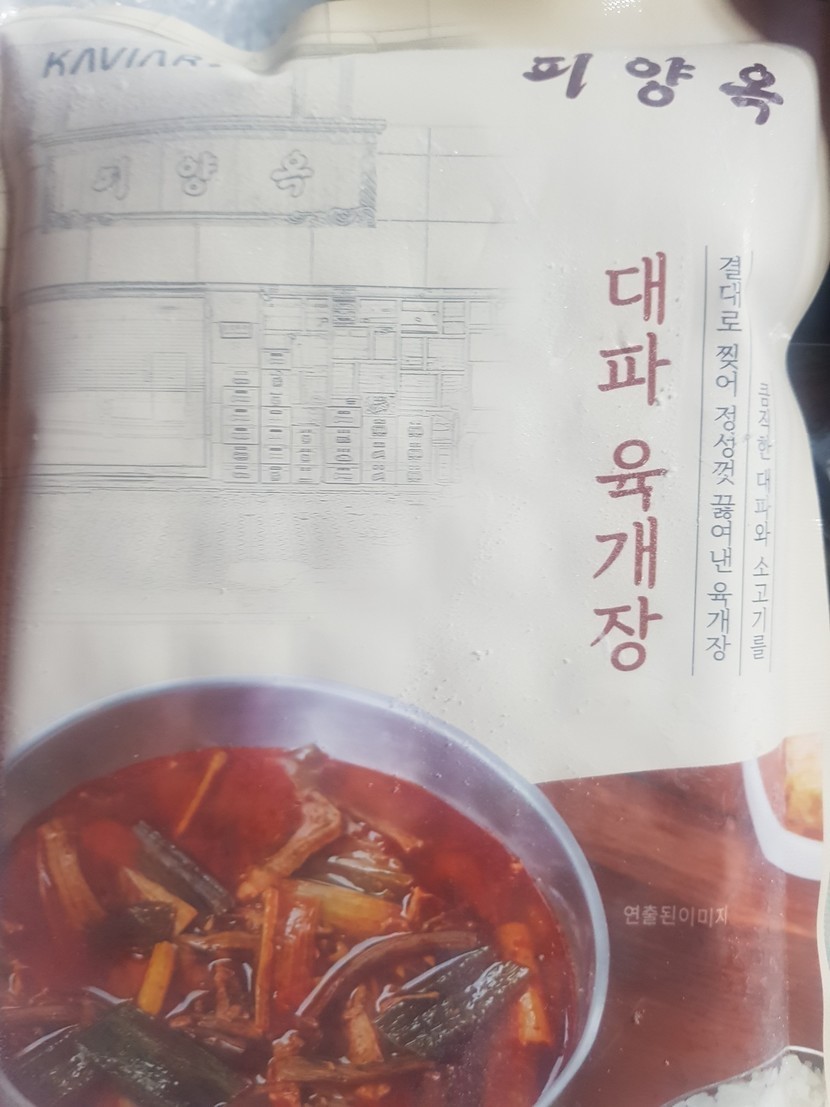 KAVIAR
피양옥
피양옥
대파 육개장
큼직한 대파와 소고기를
결대로 찢어 정성껏 끓여낸 육개장
연출된이미지